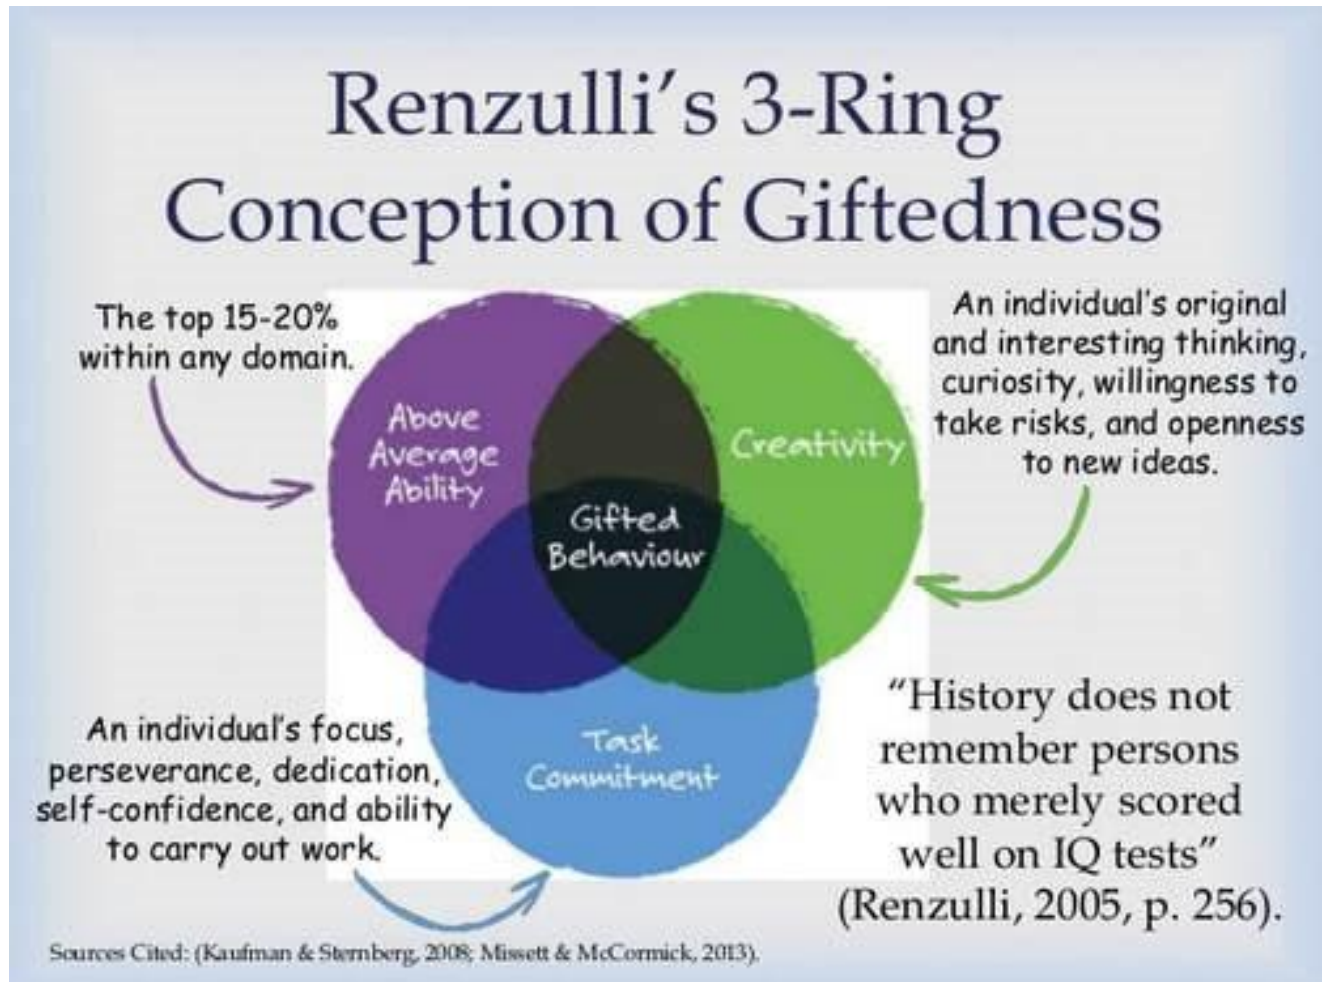 Renzulli's 3-Ring
Conception of Giftedness
The top 15-20%
within any domain.
Above
Average
Ability
Creativity
Gifted
Behaviour
Task
Commitment
An individual's original
and interesting thinking,
curiosity, willingness to
take risks, and openness
to new ideas.
An individual's focus,
perseverance, dedication,
self-confidence, and ability
to carry out work.
“History does not
remember persons
who merely scored
well on IQ tests”
(Renzulli, 2005, p. 256).
Sources Cited: (Kaufman & Sternberg, 2008; Missett & McCormick, 2013).